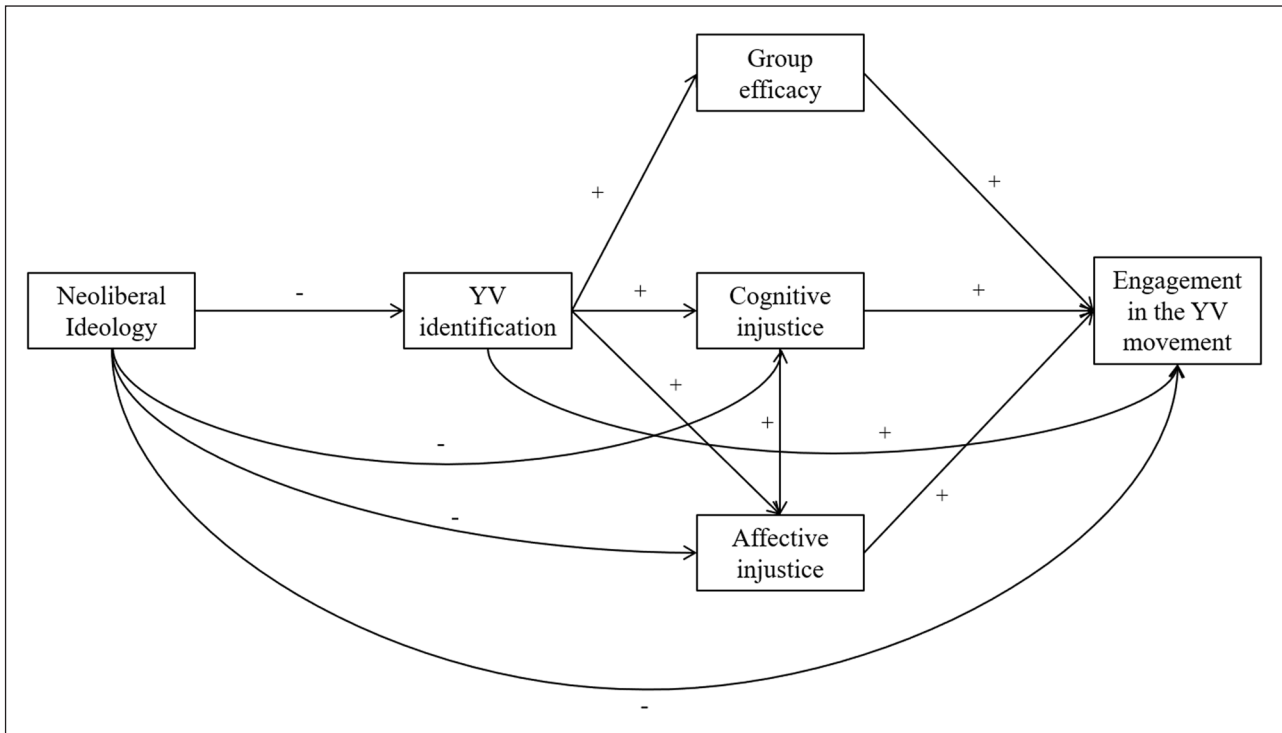 Group
efficacy
+
+
Neoliberal
Ideology
-
YV
identification
+
Cognitive
injustice
+
Engagement
in the YV
movement
+
+
+
-
+
-
Affective
injustice
-